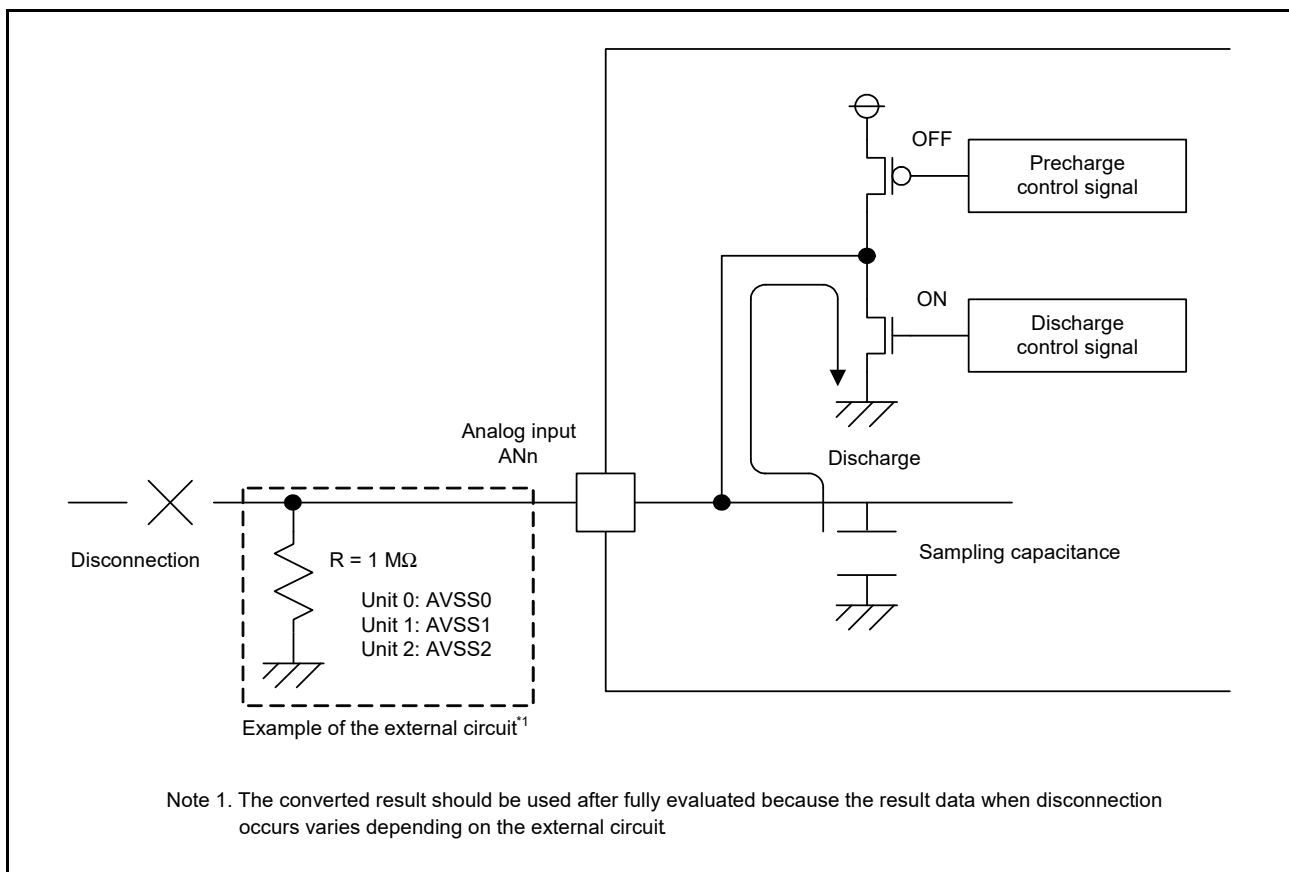 OFF
Precharge
control signal
ON
Discharge
control signal
Analog input
ANn
Discharge
Disconnection
R = 1 MΩ
Unit 0: AVSS0
Unit 1: AVSS1
Unit 2: AVSS2
Sampling capacitance
Example of the external circuit*1
Note 1. The converted result should be used after fully evaluated because the result data when disconnection
occurs varies depending on the external circuit.